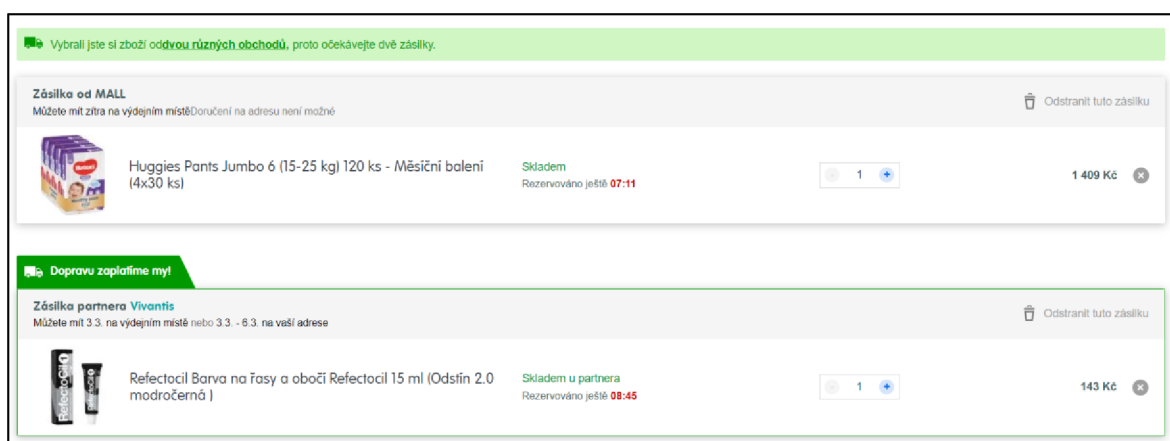 Vybrali jste si zboží oddvou různých obchodů, proto očekávejte dvě zásilky.
Zásilka od MALL
Můžete mít zítra na výdejním místěDoručení na adresu není možné
Odstranit tuto zásilku
Huggies Pants Jumbo 6 (15-25 kg) 120 ks - Měsíční balení
(4x30 ks)
Skladem
Rezervováno ještě 07:11
- 1 +
1 409 Kč
Dopravu zaplatíme my!
Zásilka partnera Vivantis
Můžete mít 3.3. na výdejním místě nebo 3.3. - 6.3. na vaší adrese
Odstranit tuto zásilku
RefectoCil
Refectocil Barva na řasy a obočí Refectocil 15 ml (Odstín 2.0
modročerná )
Skladem u partnera
Rezervováno ještě 08:45
- 1 +
143 Kč